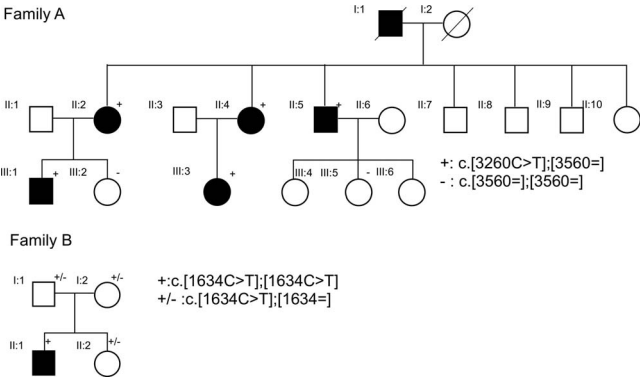 Family A
I:1 I:2
II:1 II:2 + II:3 II:4 + II:5 + II:6 II:7 II:8 II:9 II:10
+: c.[3260C>T];[3560=]
- : c.[3560=];[3560=]
III:1 + III:2 - III:3 + III:4 III:5 - III:6
Family B
I:1 +/- I:2 +/-
+:c.[1634C>T];[1634C>T]
+/- :c.[1634C>T];[1634=]
II:1 + II:2 +/-